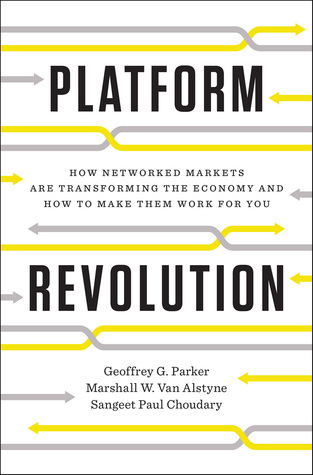 PLATFORM
HOW NETWORKED MARKETS
ARE TRANSFORMING THE ECONOMY AND
HOW TO MAKE THEM WORK FOR YOU
REVOLUTION
Geoffrey G. Parker
Marshall W. Van Alstyne
Sangeet Paul Choudary